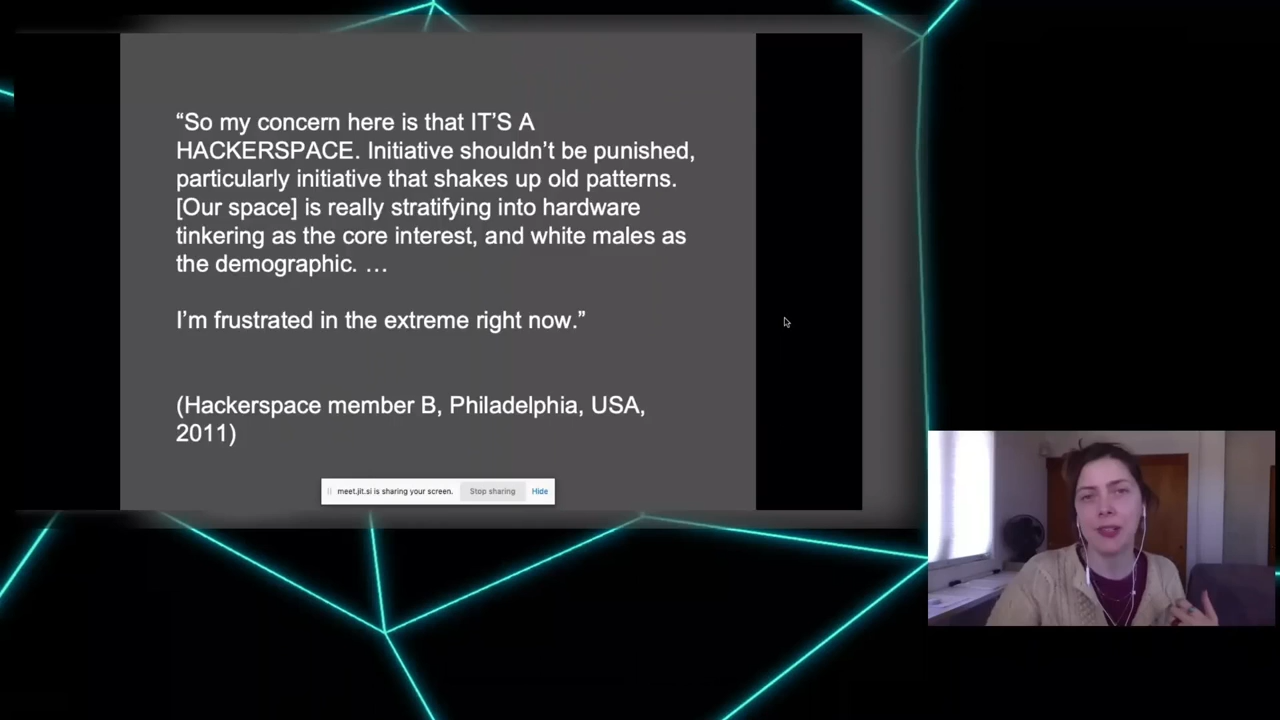 “So my concern here is that IT’S A
HACKERSPACE. Initiative shouldn’t be punished,
particularly initiative that shakes up old patterns.
[Our space] is really stratifying into hardware
tinkering as the core interest, and white males as
the demographic. …
I’m frustrated in the extreme right now.”
(Hackerspace member B, Philadelphia, USA,
2011)
meet.jit.si is sharing your screen. Stop sharing Hide